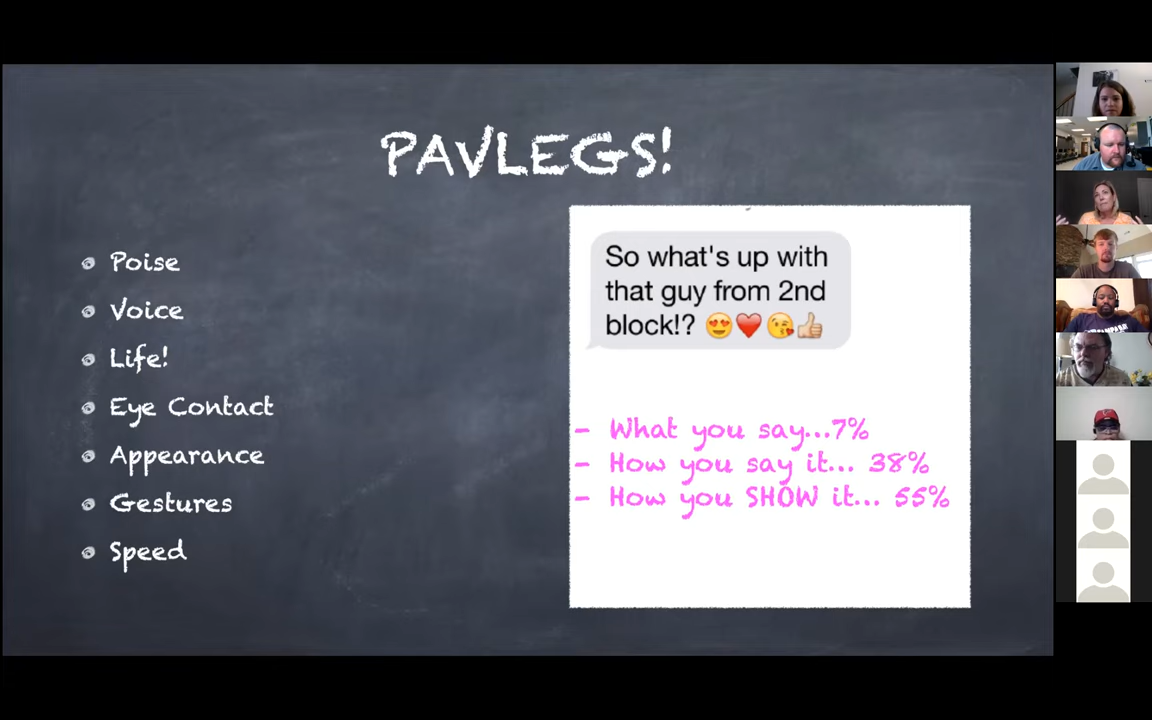 PAVLEGS!
Poise
Voice
Life!
Eye Contact
Appearance
Gestures
Speed
So what's up with
that guy from 2nd
block!? 😍❤️😘👍
- What you say...7%
- How you say it... 38%
- How you SHOW it... 55%